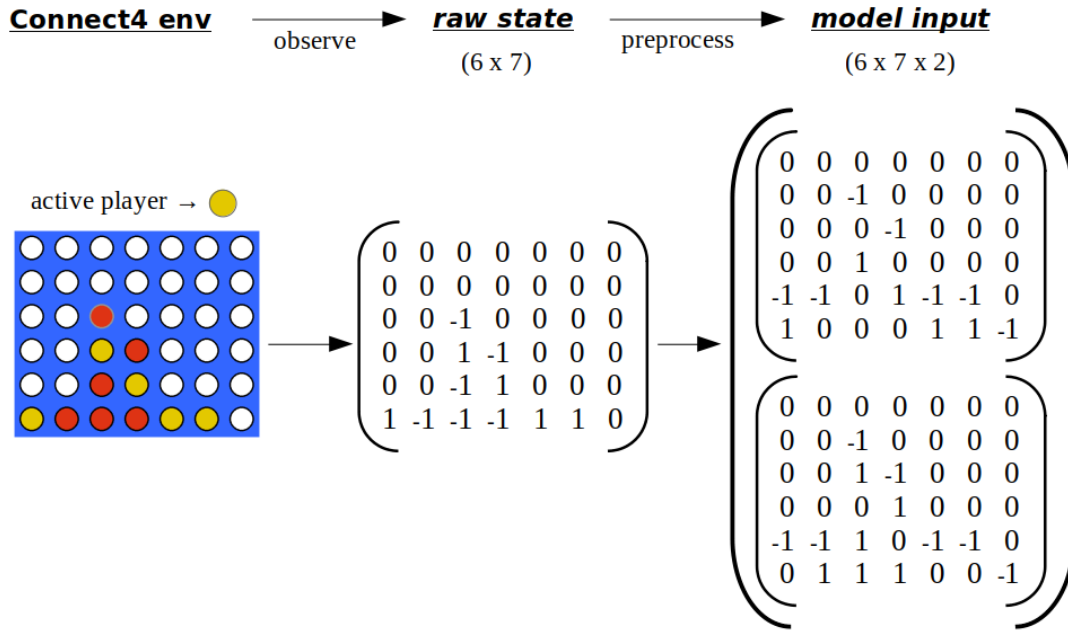 Connect4 env
observe
raw state
(6 x 7)
preprocess
model input
(6 x 7 x 2)
active player →
0 0 0 0 0 0 0
0 0 0 0 0 0 0
0 0 -1 0 0 0 0
0 0 1 -1 0 0 0
0 0 -1 1 0 0 0
1 -1 -1 -1 1 1 0
0 0 0 0 0 0 0
0 0 -1 0 0 0 0
0 0 0 -1 0 0 0
0 0 1 0 0 0 0
-1 -1 0 1 -1 -1 0
1 0 0 0 1 1 -1
0 0 0 0 0 0 0
0 0 -1 0 0 0 0
0 0 1 -1 0 0 0
0 0 0 1 0 0 0
-1 -1 1 0 -1 -1 0
0 1 1 1 0 0 -1